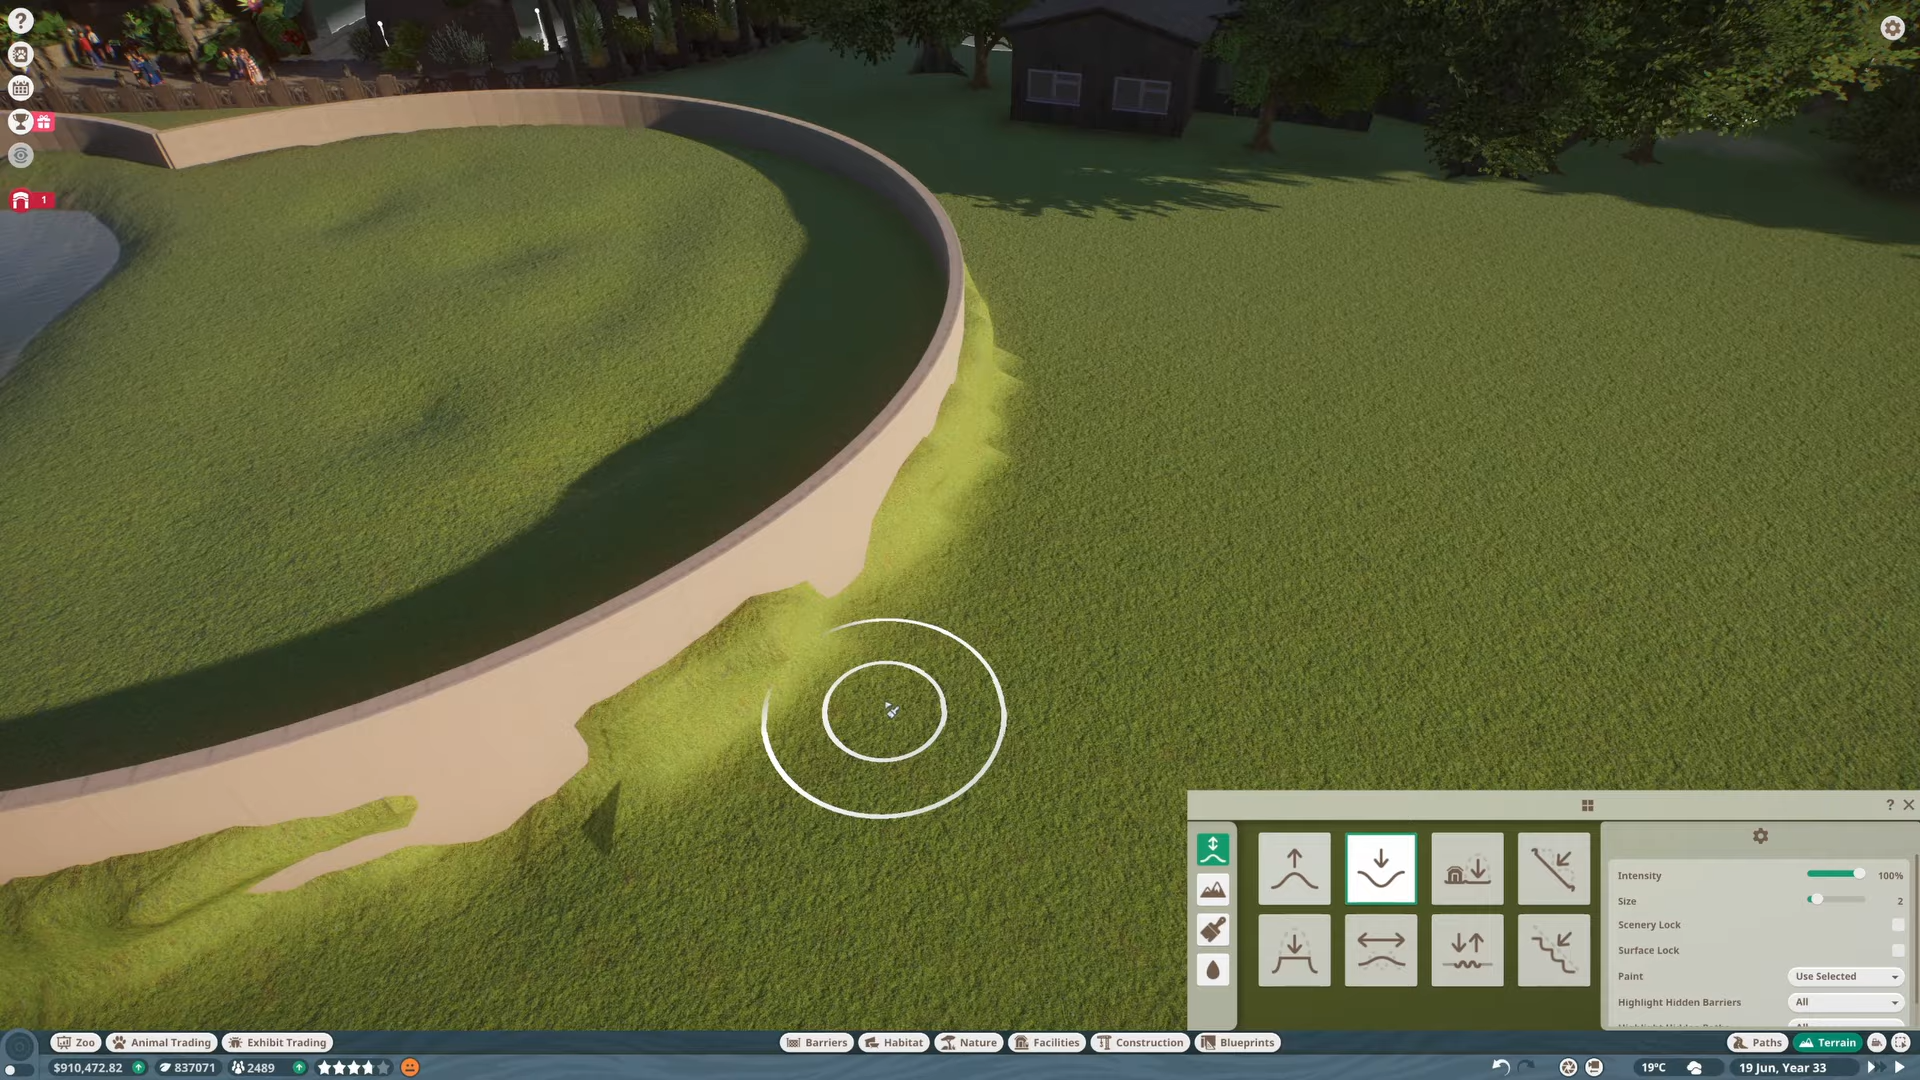 ?
1
? ×
Intensity 100%
Size 2
Scenery Lock
Surface Lock
Paint Use Selected
Highlight Hidden Barriers All
Zoo Animal Trading Exhibit Trading Barriers Habitat Nature Facilities Construction Blueprints Paths Terrain
$910,472.82 837071 2489 19°C 19 Jun, Year 33